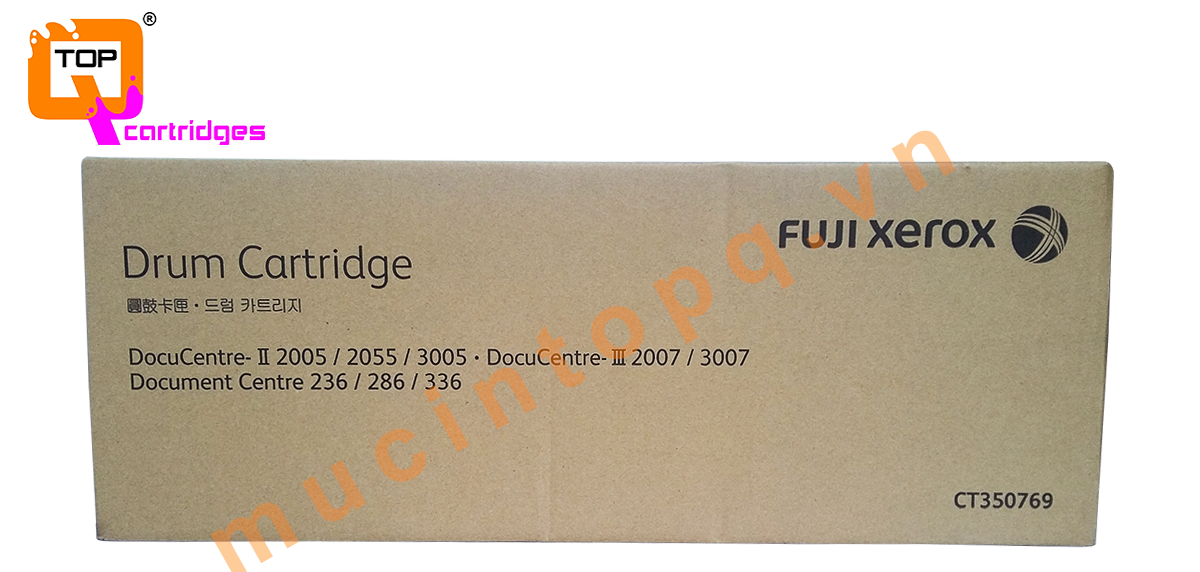 TOP
®
cartridges
FUJI xerox
Drum Cartridge
圓鼓卡匣・드럼 카트리지
DocuCentre- Ⅱ 2005 / 2055 / 3005・DocuCentre- Ⅲ 2007 / 3007
Document Centre 236 / 286 / 336
CT350769
mucintopq.vn